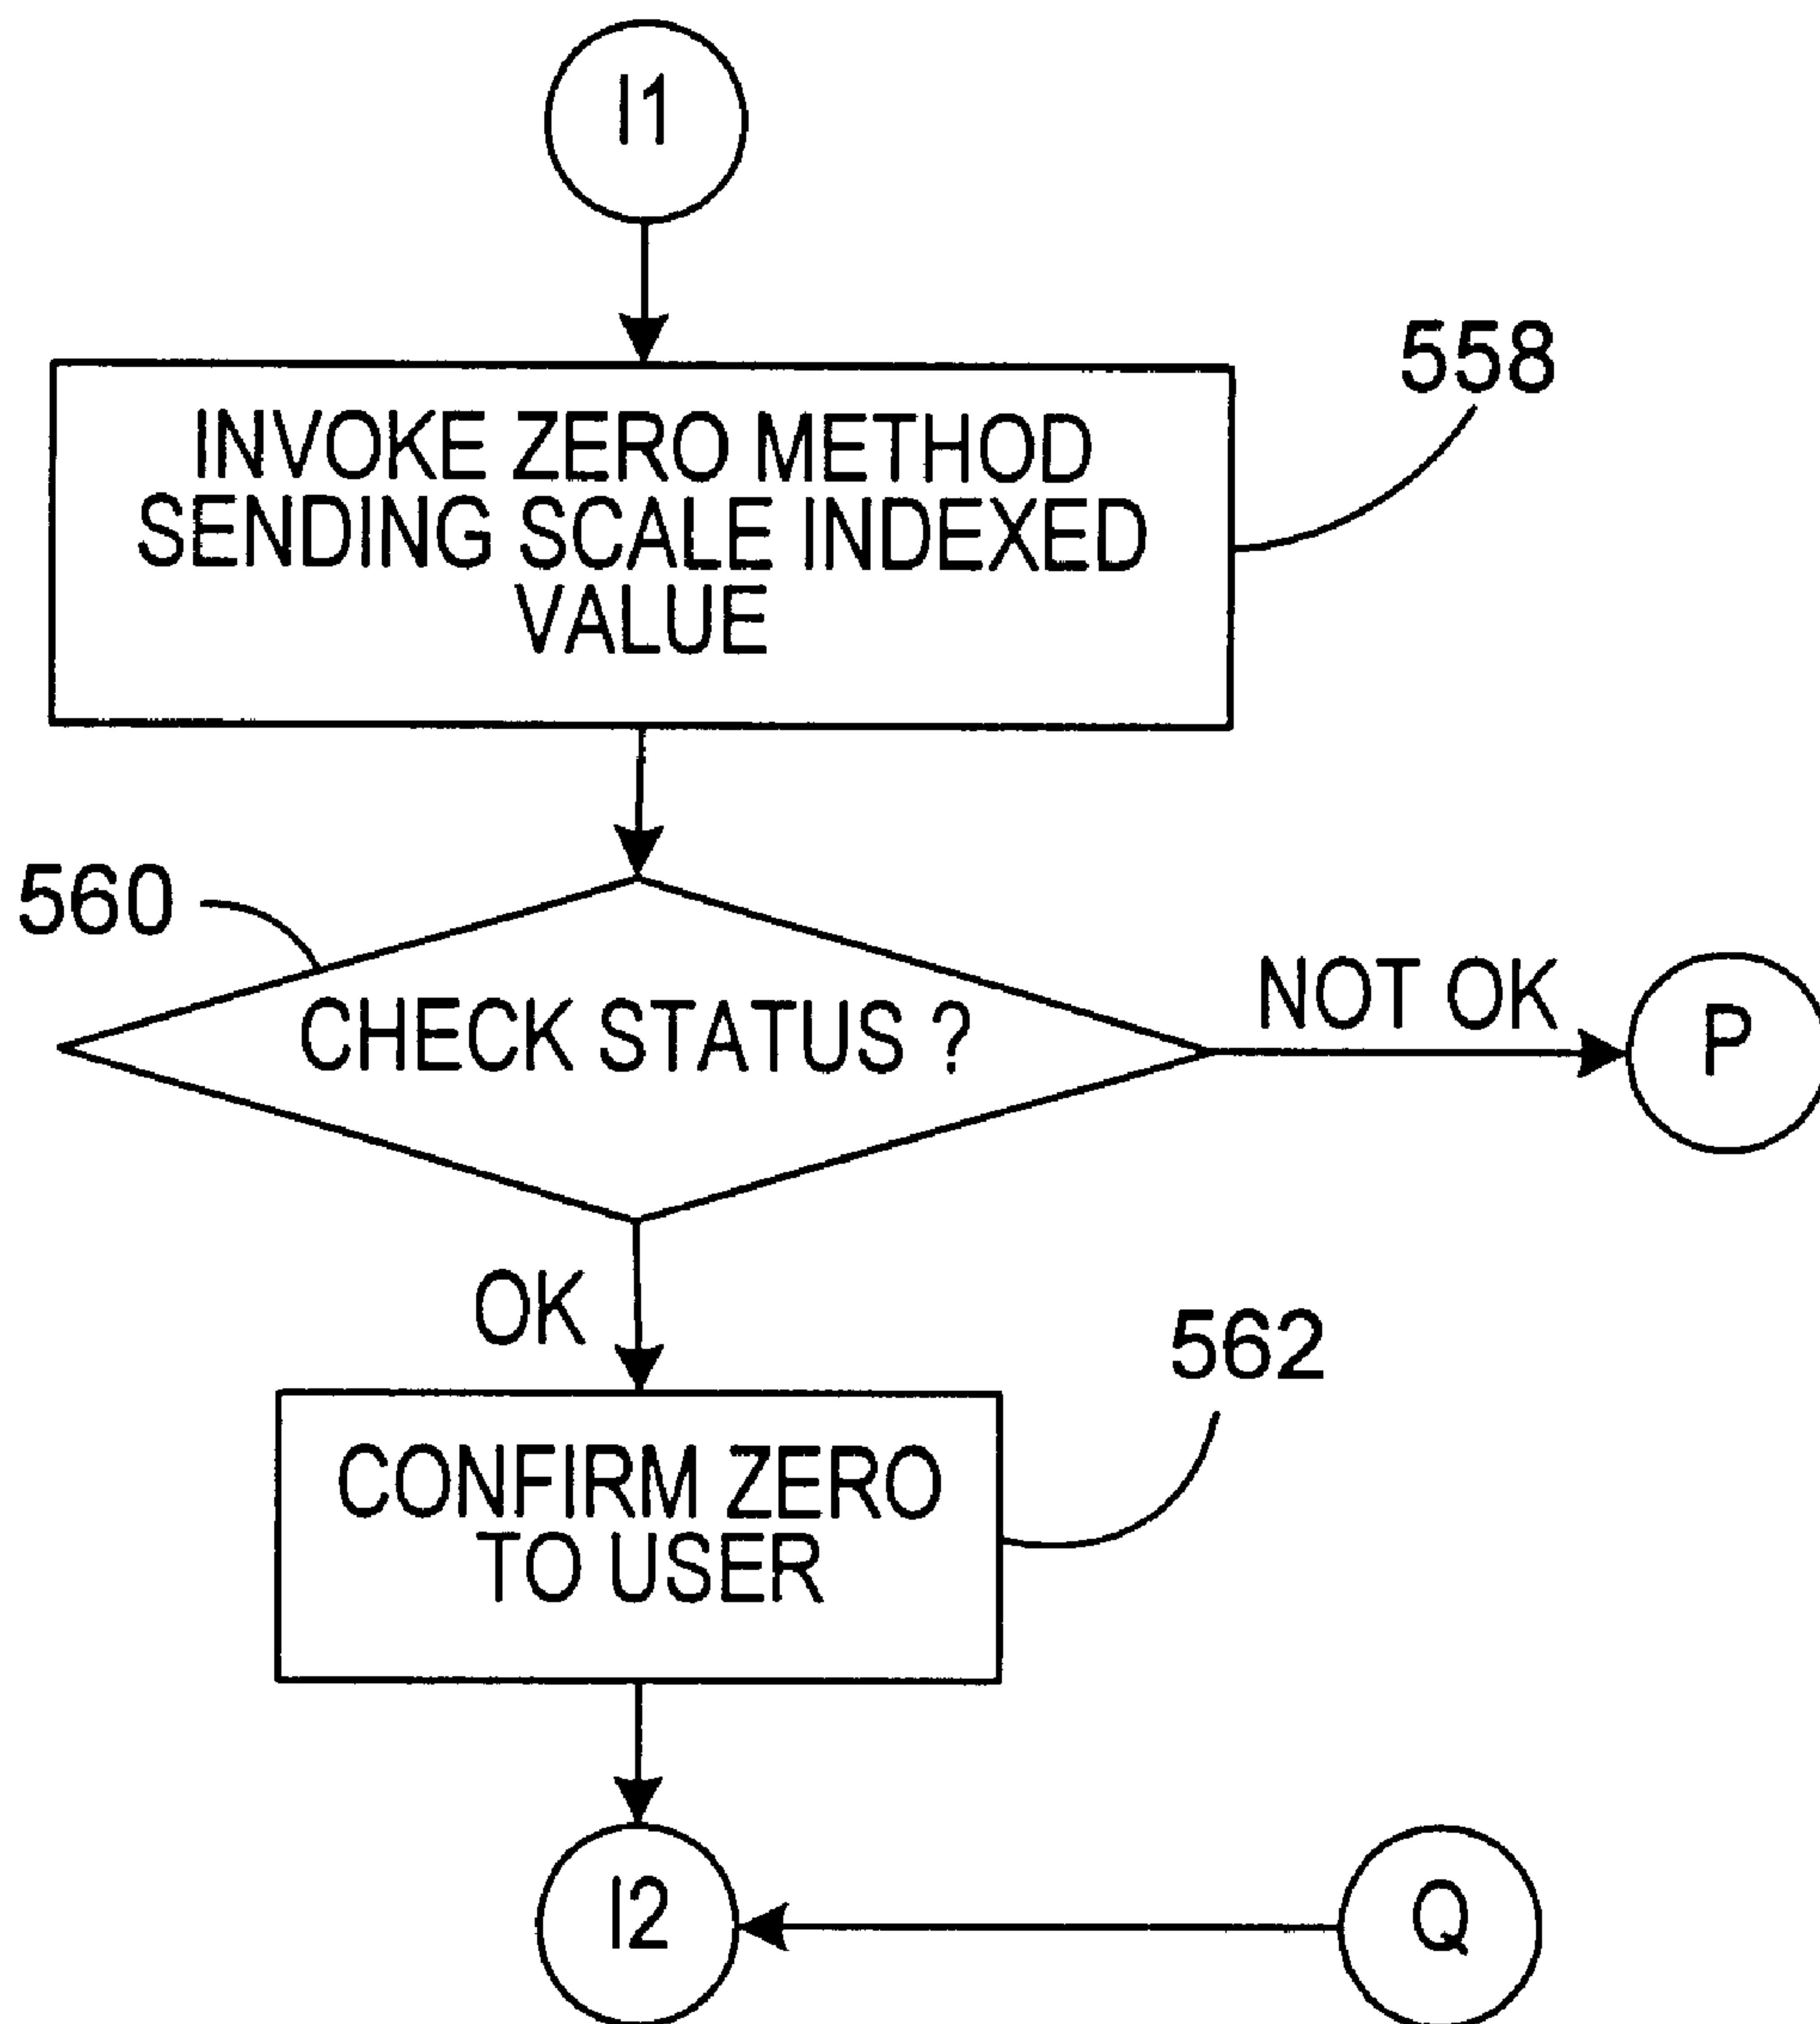 I1
558
INVOKE ZERO METHOD
SENDING SCALE INDEXED
VALUE
560
CHECK STATUS ?
NOT OK
P
OK
562
CONFIRM ZERO
TO USER
I2
Q